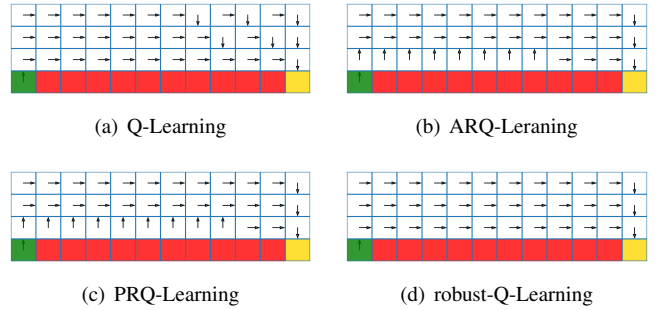 (a) Q-Learning
(b) ARQ-Leraning
(c) PRQ-Learning
(d) robust-Q-Learning